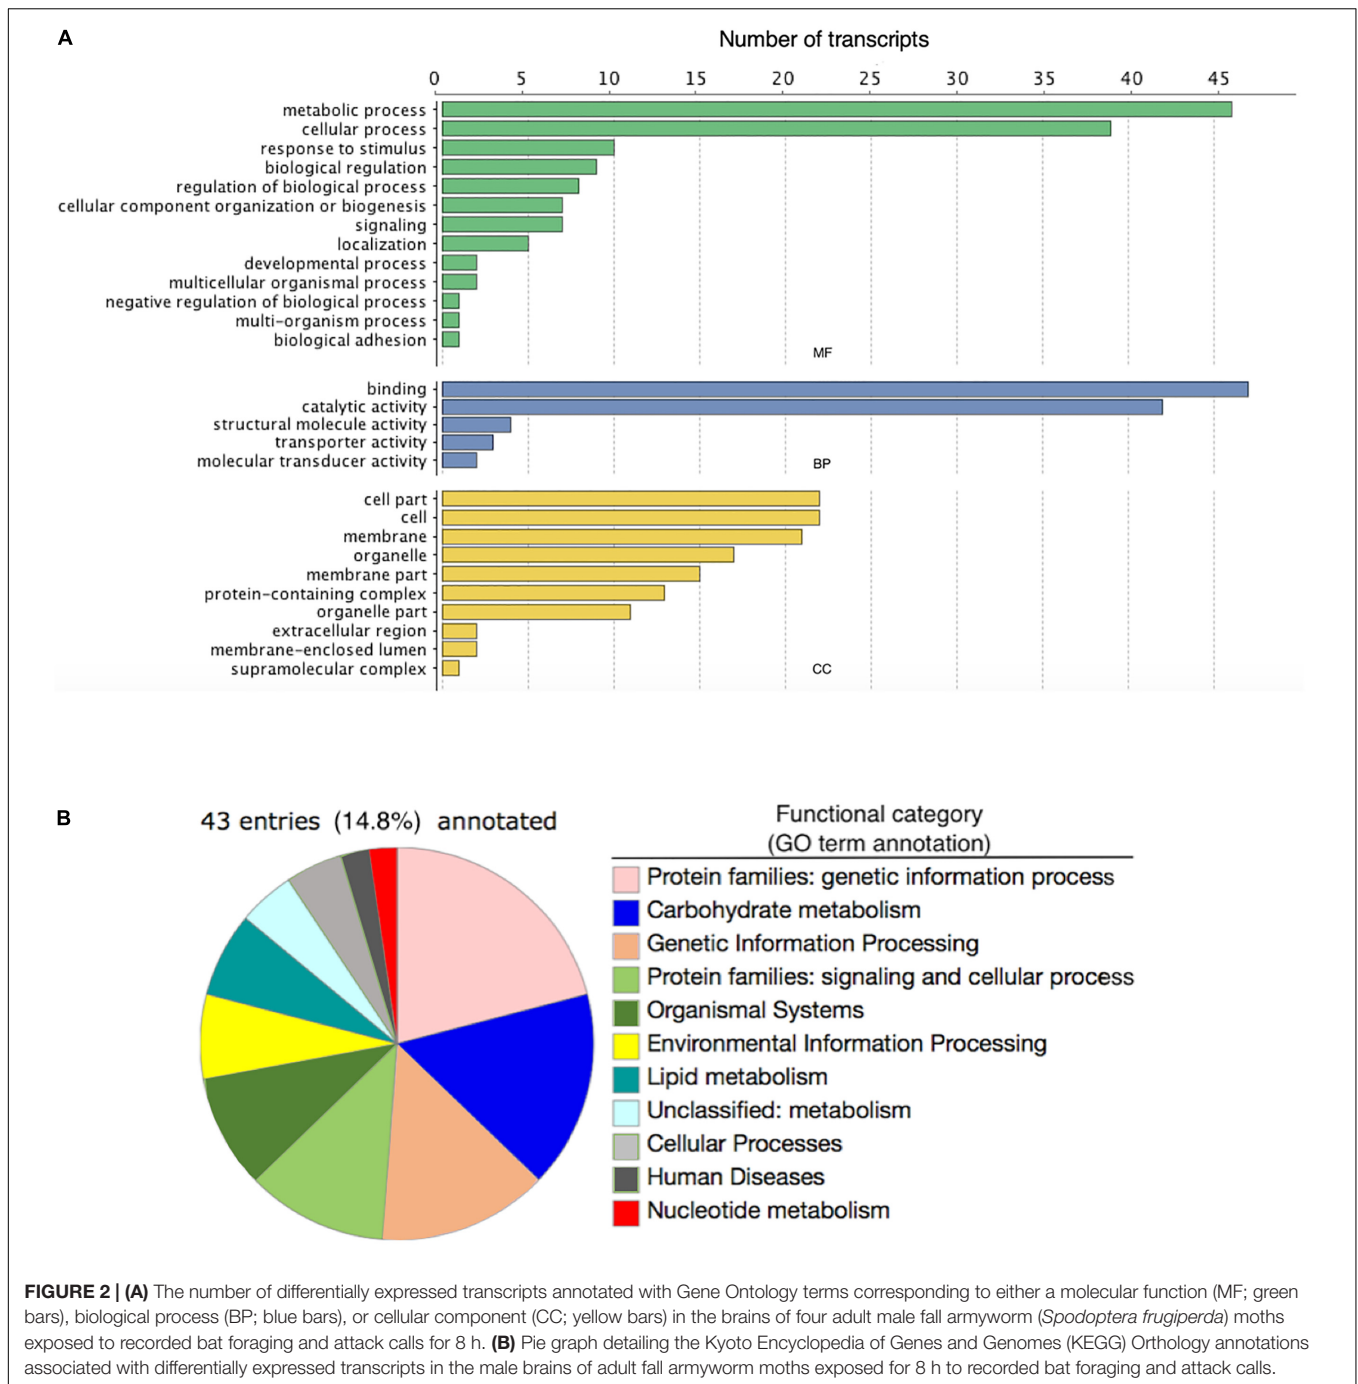 A
Number of transcripts
0 5 10 15 20 25 30 35 40 45
metabolic process
cellular process
response to stimulus
biological regulation
regulation of biological process
cellular component organization or biogenesis
signaling
localization
developmental process
multicellular organismal process
negative regulation of biological process
multi-organism process
biological adhesion
MF
binding
catalytic activity
structural molecule activity
transporter activity
molecular transducer activity
BP
cell part
cell
membrane
organelle
membrane part
protein-containing complex
organelle part
extracellular region
membrane-enclosed lumen
supramolecular complex
CC
B
43 entries (14.8%) annotated
Functional category
(GO term annotation)
Protein families: genetic information process
Carbohydrate metabolism
Genetic Information Processing
Protein families: signaling and cellular process
Organismal Systems
Environmental Information Processing
Lipid metabolism
Unclassified: metabolism
Cellular Processes
Human Diseases
Nucleotide metabolism
FIGURE 2 | (A) The number of differentially expressed transcripts annotated with Gene Ontology terms corresponding to either a molecular function (MF; green
bars), biological process (BP; blue bars), or cellular component (CC; yellow bars) in the brains of four adult male fall armyworm (Spodoptera frugiperda) moths
exposed to recorded bat foraging and attack calls for 8 h. (B) Pie graph detailing the Kyoto Encyclopedia of Genes and Genomes (KEGG) Orthology annotations
associated with differentially expressed transcripts in the male brains of adult fall armyworm moths exposed for 8 h to recorded bat foraging and attack calls.